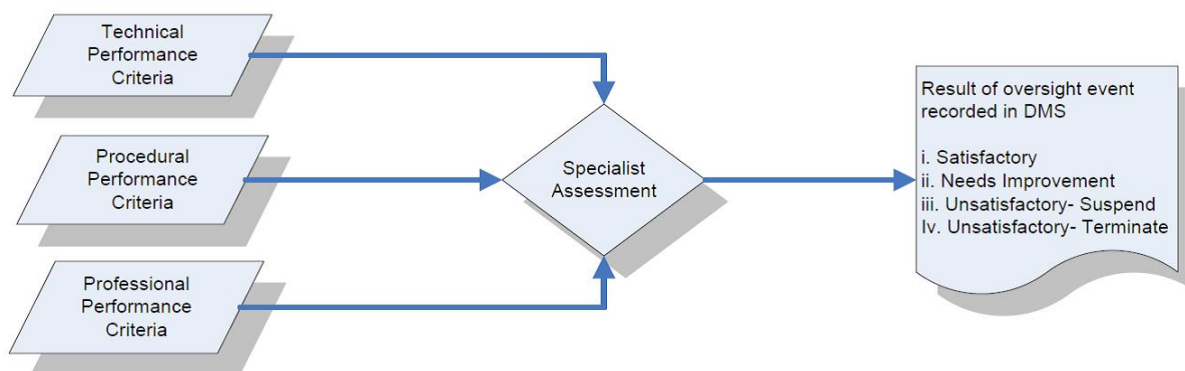 Technical
Performance
Criteria
Procedural
Performance
Criteria
Professional
Performance
Criteria
Specialist
Assessment
Result of oversight event
recorded in DMS
i. Satisfactory
ii. Needs Improvement
iii. Unsatisfactory- Suspend
Iv. Unsatisfactory- Terminate